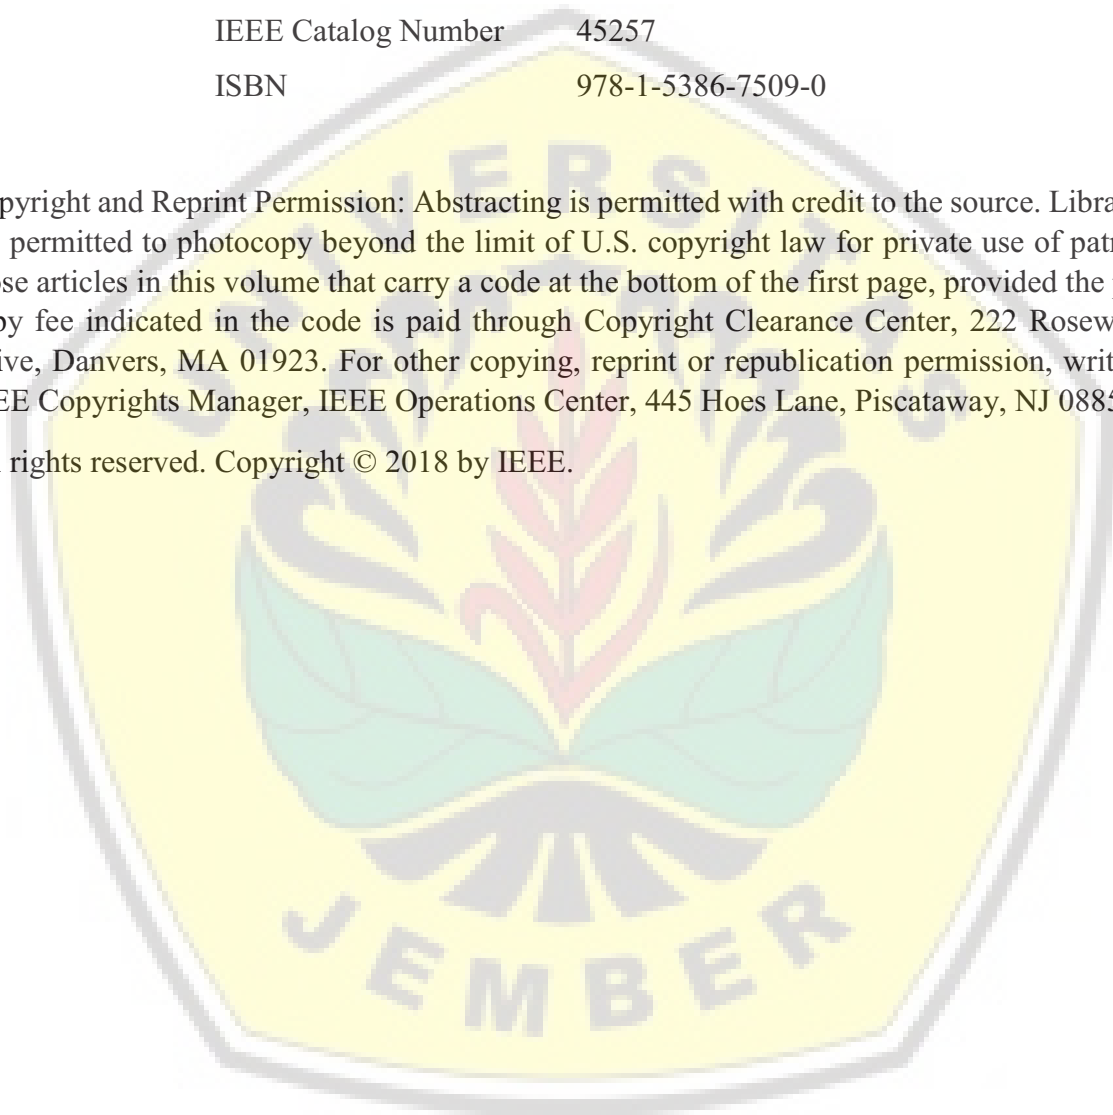 IEEE Catalog Number 45257
ISBN 978-1-5386-7509-0
pyright and Reprint Permission: Abstracting is permitted with credit to the source. Libra
permitted to photocopy beyond the limit of U.S. copyright law for private use of pat
se articles in this volume that carry a code at the bottom of the first page, provided the
py fee indicated in the code is paid through Copyright Clearance Center, 222 Rosew
ive, Danvers, MA 01923. For other copying, reprint or republication permission, writ
EE Copyrights Manager, IEEE Operations Center, 445 Hoes Lane, Piscataway, NJ 0885
rights reserved. Copyright © 2018 by IEEE.
UNIVERSITAS
JEMBER